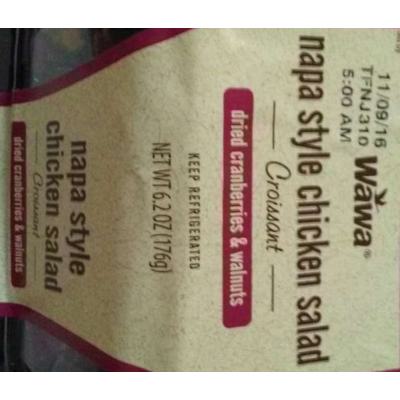 11/09/16
TFNJ310
5:00 AM
Wawa®
napa style chicken salad
Croissant
dried cranberries & walnuts
KEEP REFRIGERATED
NET WT 6.2 OZ (176g)
napa style
chicken salad
Croissant
dried cranberries & walnuts